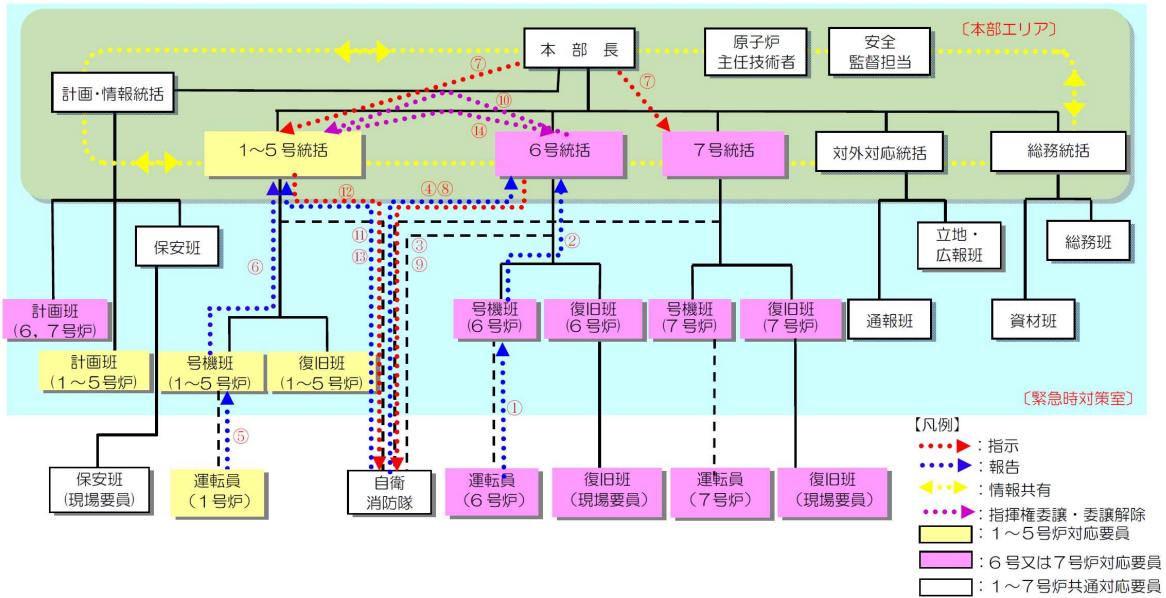 〔本部エリア〕
本 部 長
原子炉
主任技術者
安全
監督担当
⑦
⑦
計画・情報統括
⑩
⑭
1~5号統括
6号統括
7号統括
対外対応統括
総務統括
⑫
④⑧
保安班
⑪
⑬
③
⑨
②
立地・
広報班
総務班
⑥
計画班
(6,7号炉)
号機班
(6号炉)
復旧班
(6号炉)
号機班
(7号炉)
復旧班
(7号炉)
通報班
資材班
計画班
(1~5号炉)
号機班
(1~5号炉)
復旧班
(1~5号炉)
〔緊急時対策室〕
⑤
①
保安班
(現場要員)
運転員
(1号炉)
自衛
消防隊
運転員
(6号炉)
復旧班
(現場要員)
運転員
(7号炉)
復旧班
(現場要員)
【凡例】
:指示
:報告
:情報共有
:指揮権委譲・委譲解除
:1~5号炉対応要員
:6号又は7号炉対応要員
:1~7号炉共通対応要員